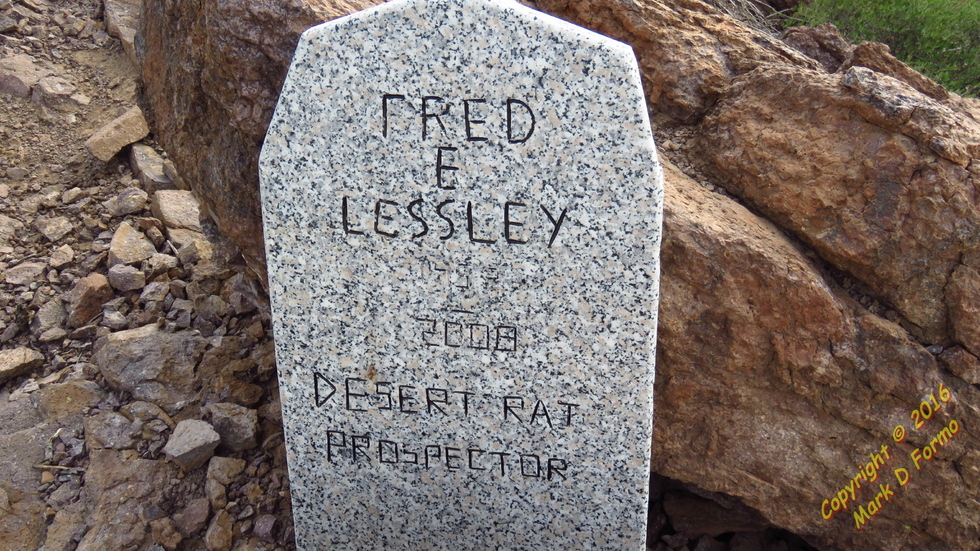 FRED
E
LESSLEY
2008
DESERT RAT
PROSPECTOR
Copyright © 2016
Mark D Formo